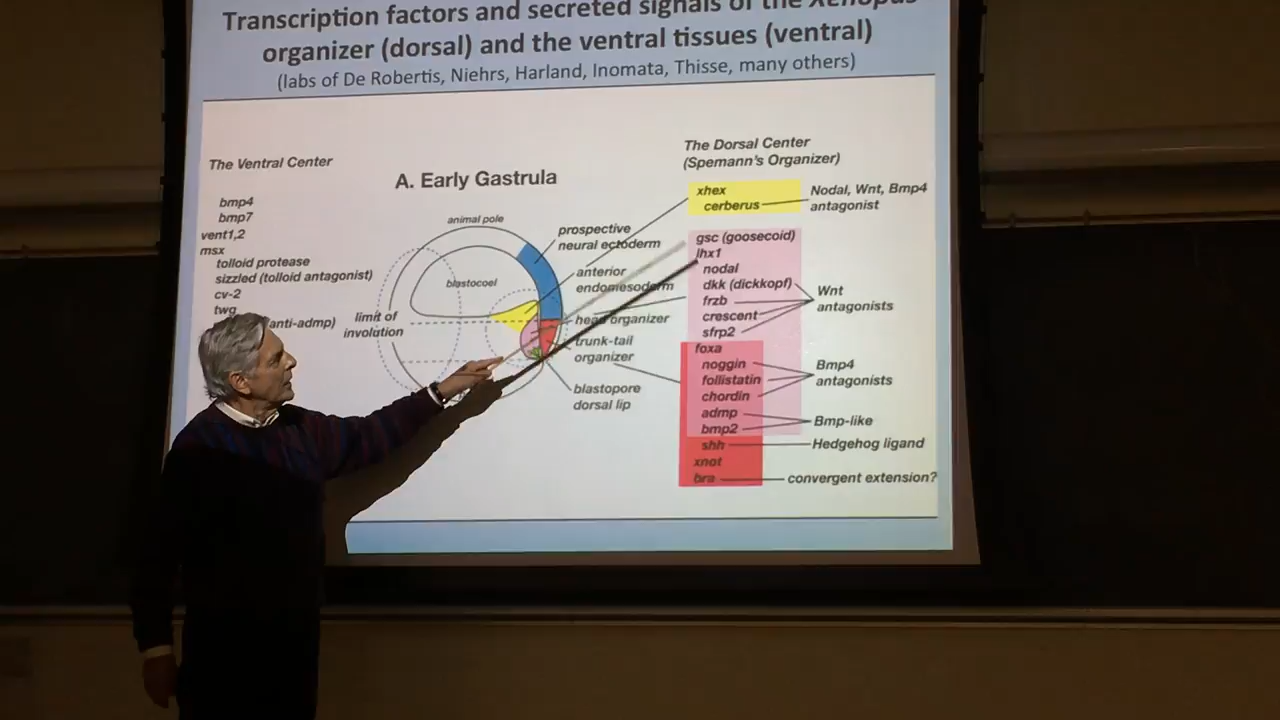 Transcription factors and secreted signals of the Xenopus
organizer (dorsal) and the ventral tissues (ventral)
(labs of De Robertis, Niehrs, Harland, Inomata, Thisse, many others)
The Ventral Center
bmp4
bmp7
vent1,2
msx
tolloid protease
sizzled (tolloid antagonist)
cv-2
twg
(anti-admp)
A. Early Gastrula
animal pole
blastocoel
limit of
involution
prospective
neural ectoderm
anterior
endomesoderm
head organizer
trunk-tail
organizer
blastopore
dorsal lip
The Dorsal Center
(Spemann's Organizer)
xhex
cerberus
Nodal, Wnt, Bmp4
antagonist
gsc (goosecoid)
lhx1
nodal
dkk (dickkopf)
frzb
crescent
sfrp2
Wnt
antagonists
foxa
noggin
follistatin
chordin
Bmp4
antagonists
admp
bmp2
Bmp-like
shh
Hedgehog ligand
xnot
bra
convergent extension?